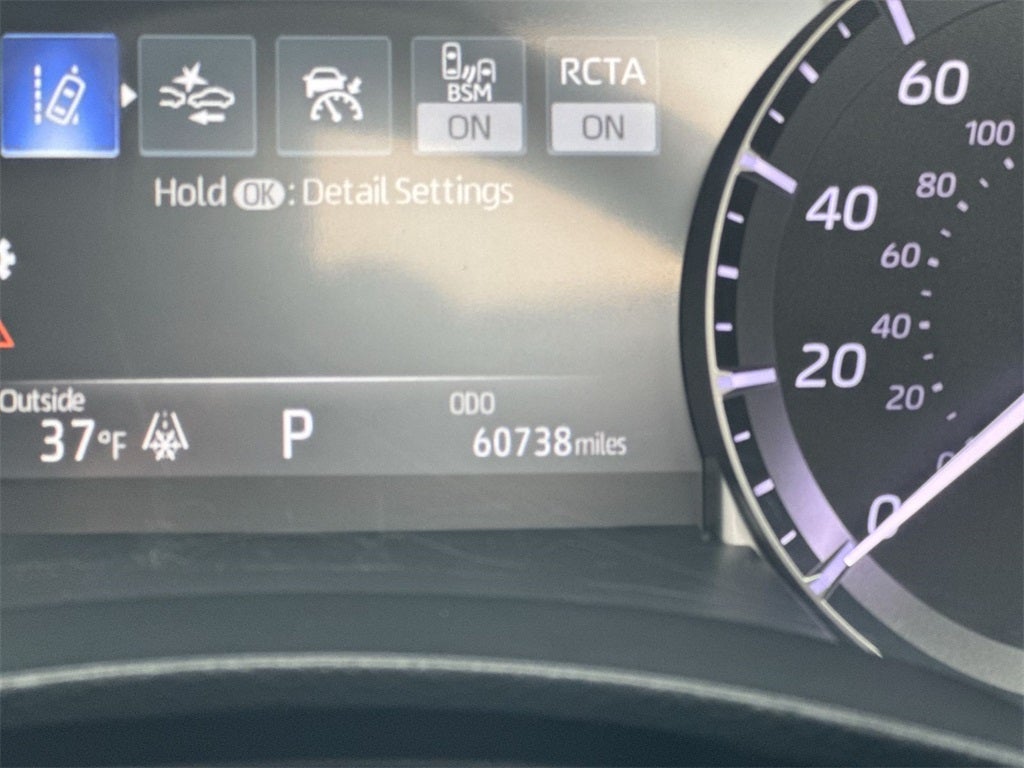 BSM
ON
RCTA
ON
Hold OK : Detail Settings
Outside
37°F
P
ODO
60738 miles
60
40
20
0
100
80
60
40
20
0